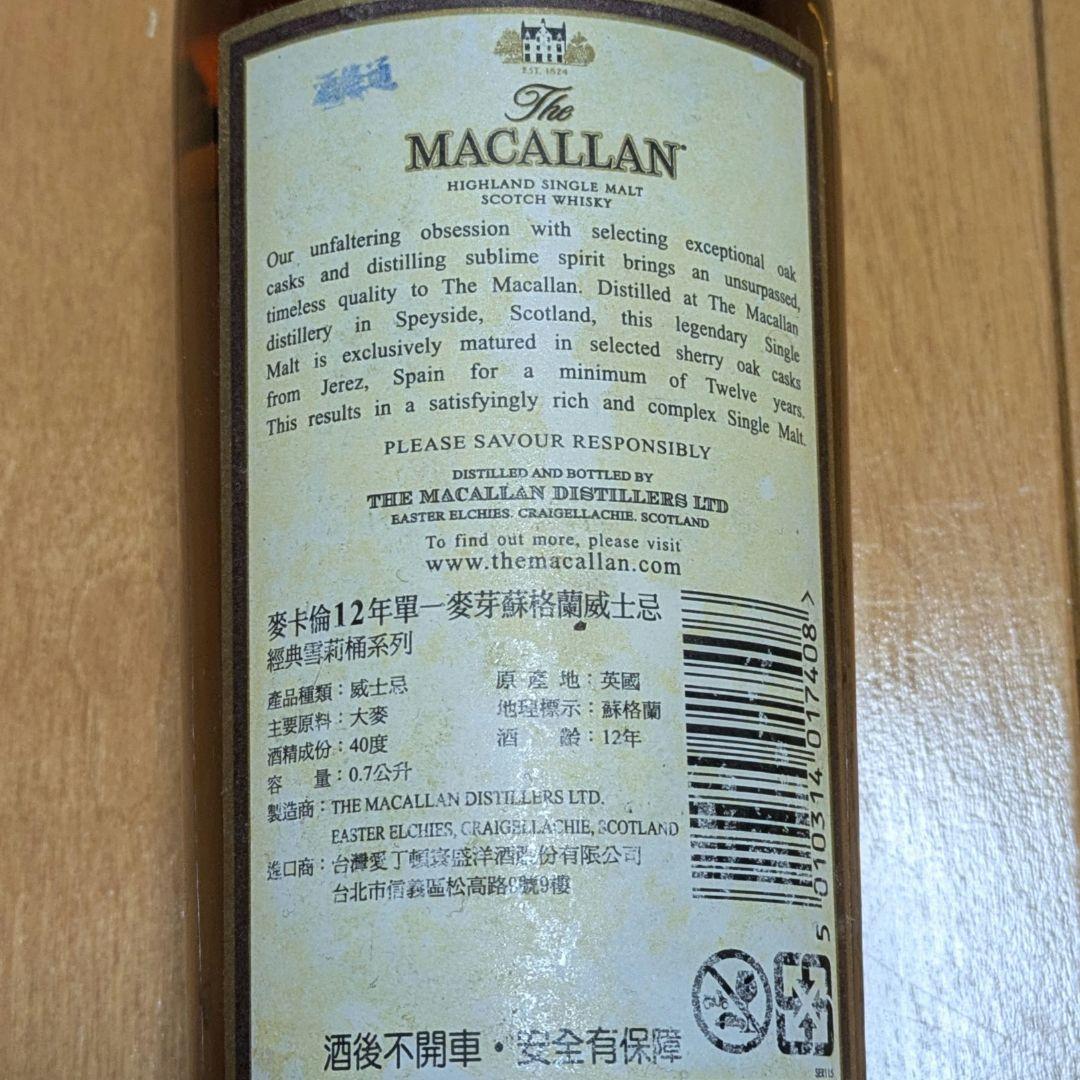 酒
通
EST. 1824
The
MACALLAN
HIGHLAND SINGLE MALT
SCOTCH WHISKY
Our unfaltering obsession with selecting exceptional oak
casks and distilling sublime spirit brings an unsurpassed,
timeless quality to The Macallan. Distilled at The Macallan
distillery in Speyside, Scotland, this legendary Single
Malt is exclusively matured in selected sherry oak casks
from Jerez, Spain for a minimum of Twelve years.
This results in a satisfyingly rich and complex Single Malt.
PLEASE SAVOUR RESPONSIBLY
DISTILLED AND BOTTLED BY
THE MACALLAN DISTILLERS LTD
EASTER ELCHIES. CRAIGELLACHIE. SCOTLAND
To find out more, please visit
www.themacallan.com
麥卡倫12年單一麥芽蘇格蘭威士忌
經典雪莉桶系列
產品種類：威士忌 原產地：英國
主要原料：大麥 地理標示：蘇格蘭
酒精成份：40度 酒齡：12年
容量：0.7公升
製造商：THE MACALLAN DISTILLERS LTD.
EASTER ELCHIES, CRAIGELLACHIE, SCOTLAND
進口商：台灣愛丁頓寰盛洋酒股份有限公司
台北市信義區松高路9號9樓
5 010314 017408 >
酒後不開車・安全有保障